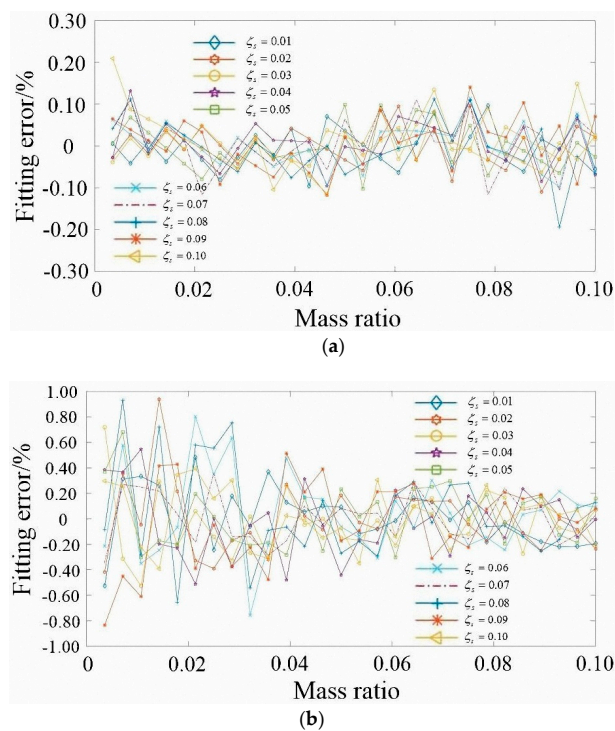 0.30
0.20
0.10
0
-0.10
-0.20
-0.30
Fitting error/%
ζs = 0.01
ζs = 0.02
ζs = 0.03
ζs = 0.04
ζs = 0.05
ζs = 0.06
ζs = 0.07
ζs = 0.08
ζs = 0.09
ζs = 0.10
0 0.02 0.04 0.06 0.08 0.10
Mass ratio
(a)
1.00
0.80
0.60
0.40
0.20
0
-0.20
-0.40
-0.60
-0.80
-1.00
Fitting error/%
ζs = 0.01
ζs = 0.02
ζs = 0.03
ζs = 0.04
ζs = 0.05
ζs = 0.06
ζs = 0.07
ζs = 0.08
ζs = 0.09
ζs = 0.10
0 0.02 0.04 0.06 0.08 0.10
Mass ratio
(b)